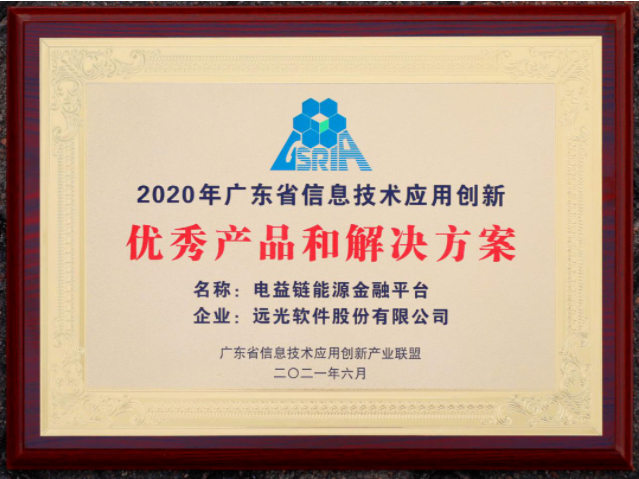 GSRIA
2020年广东省信息技术应用创新
优秀产品和解决方案
名称：电益链能源金融平台
企业：远光软件股份有限公司
广东省信息技术应用创新产业联盟
二〇二一年六月